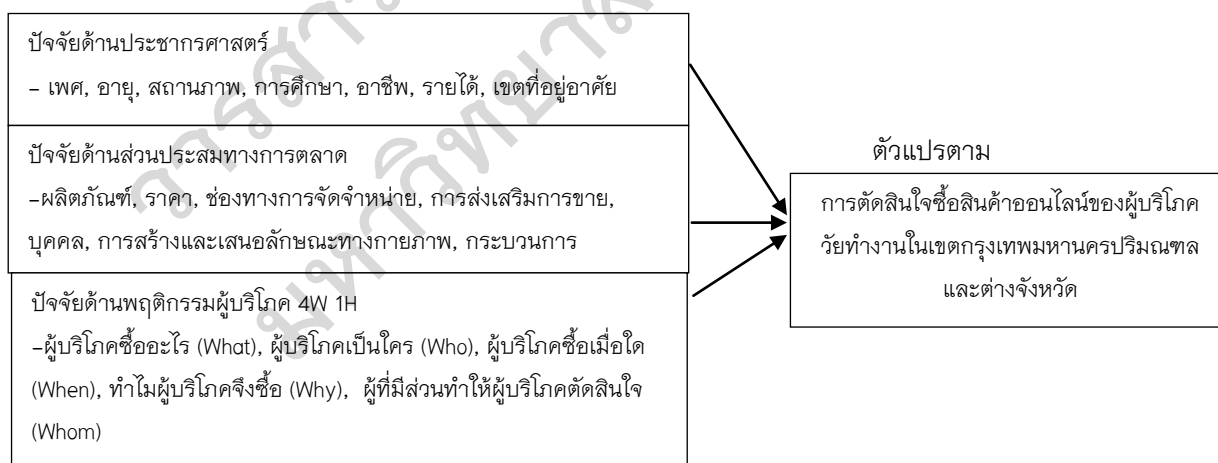 ปัจจัยด้านประชากรศาสตร์
– เพศ, อายุ, สถานภาพ, การศึกษา, อาชีพ, รายได้, เขตที่อยู่อาศัย
ปัจจัยด้านส่วนประสมทางการตลาด
–ผลิตภัณฑ์, ราคา, ช่องทางการจัดจำหน่าย, การส่งเสริมการขาย,
บุคคล, การสร้างและเสนอลักษณะทางกายภาพ, กระบวนการ
ปัจจัยด้านพฤติกรรมผู้บริโภค 4W 1H
–ผู้บริโภคซื้ออะไร (What), ผู้บริโภคเป็นใคร (Who), ผู้บริโภคซื้อเมื่อใด
(When), ทำไมผู้บริโภคจึงซื้อ (Why), ผู้ที่มีส่วนทำให้ผู้บริโภคตัดสินใจ
(Whom)
ตัวแปรตาม
การตัดสินใจซื้อสินค้าออนไลน์ของผู้บริโภค
วัยทำงานในเขตกรุงเทพมหานครปริมณฑล
และต่างจังหวัด